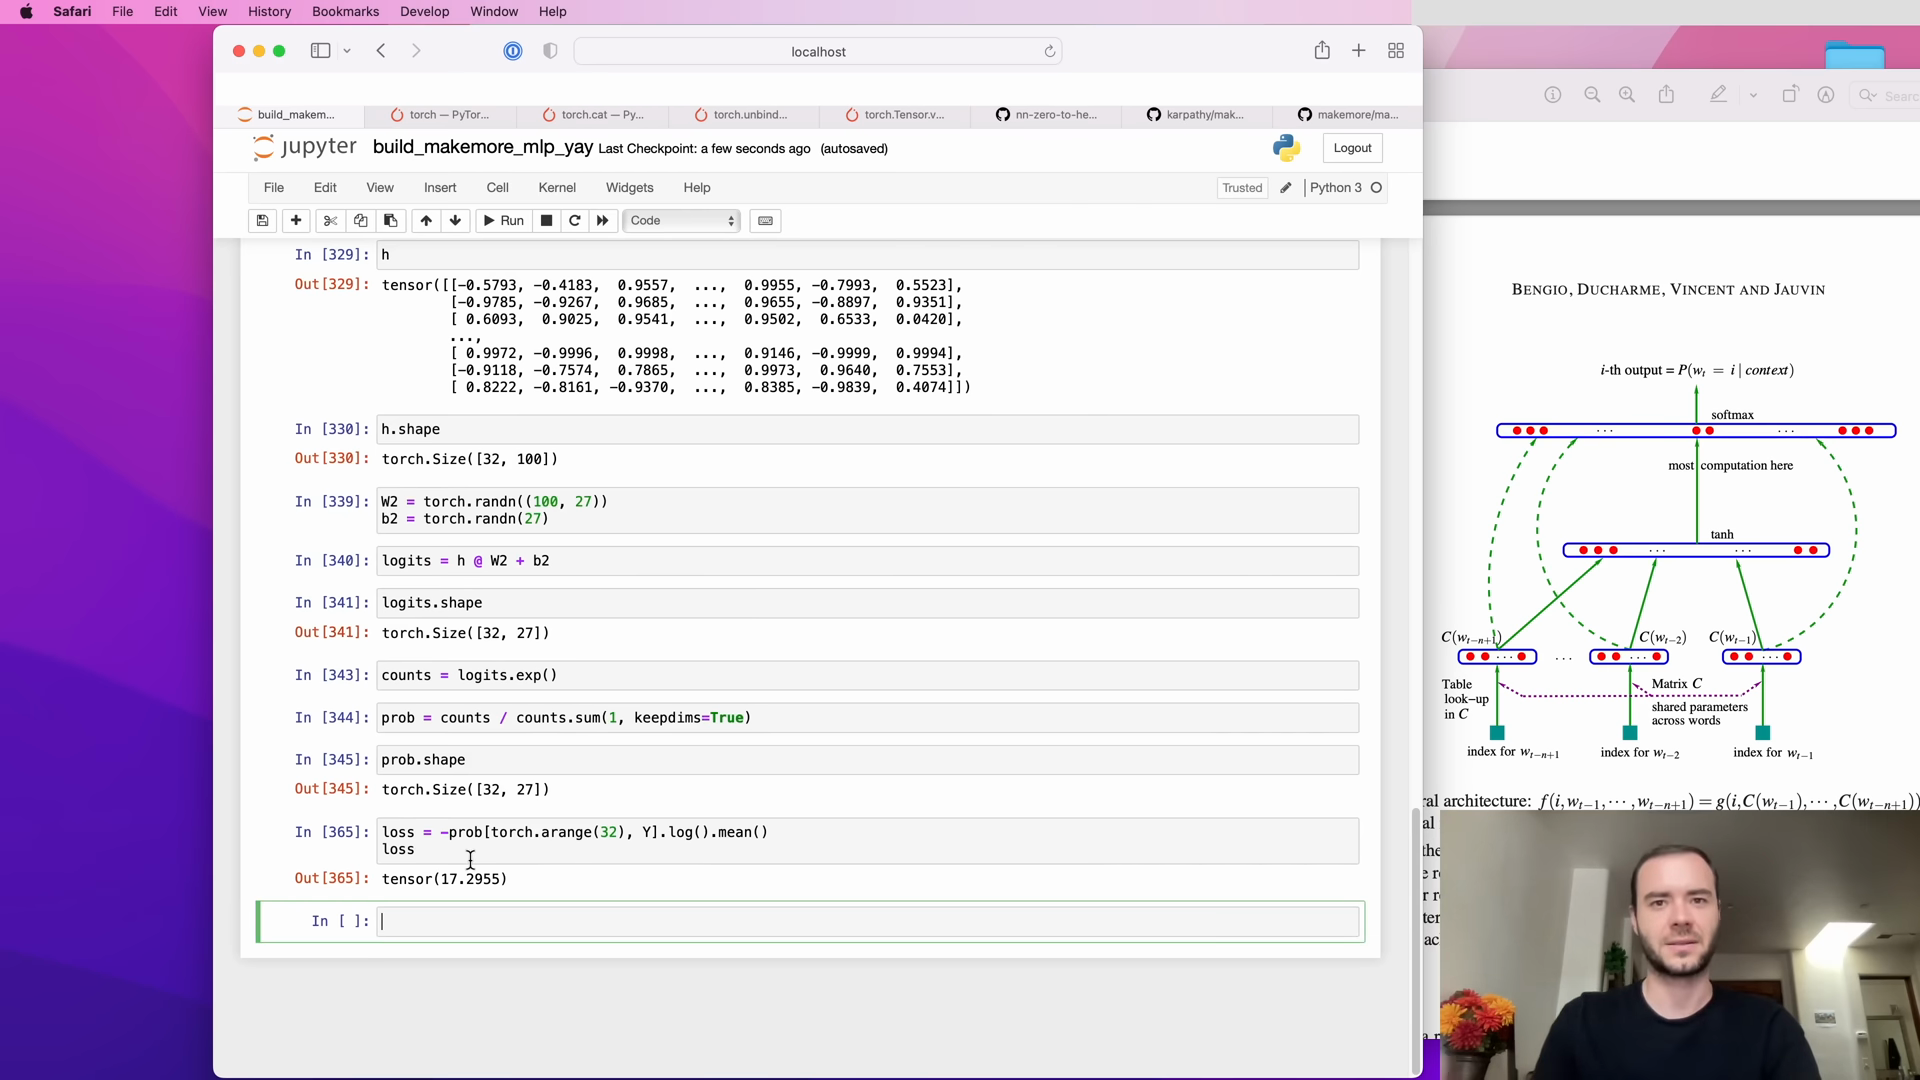 Safari File Edit View History Bookmarks Develop Window Help
localhost
build_makem... torch — PyTor... torch.cat — Py... torch.unbind... torch.Tensor.v... nn-zero-to-he... karpathy/mak... makemore/ma...
jupyter build_makemore_mlp_yay Last Checkpoint: a few seconds ago (autosaved) Logout
File Edit View Insert Cell Kernel Widgets Help Trusted Python 3
Run Code
In [329]: h
Out[329]: tensor([[-0.5793, -0.4183, 0.9557, ..., 0.9955, -0.7993, 0.5523],
[-0.9785, -0.9267, 0.9685, ..., 0.9655, -0.8897, 0.9351],
[ 0.6093, 0.9025, 0.9541, ..., 0.9502, 0.6533, 0.0420],
...,
[ 0.9972, -0.9996, 0.9998, ..., 0.9146, -0.9999, 0.9994],
[-0.9118, -0.7574, 0.7865, ..., 0.9973, 0.9640, 0.7553],
[ 0.8222, -0.8161, -0.9370, ..., 0.8385, -0.9839, 0.4074]])
In [330]: h.shape
Out[330]: torch.Size([32, 100])
In [339]: W2 = torch.randn((100, 27))
b2 = torch.randn(27)
In [340]: logits = h @ W2 + b2
In [341]: logits.shape
Out[341]: torch.Size([32, 27])
In [343]: counts = logits.exp()
In [344]: prob = counts / counts.sum(1, keepdims=True)
In [345]: prob.shape
Out[345]: torch.Size([32, 27])
In [365]: loss = -prob[torch.arange(32), Y].log().mean()
loss
Out[365]: tensor(17.2955)
In [ ]:
Search
BENGIO, DUCHARME, VINCENT AND JAUVIN
i-th output = P(w_t = i | context)
softmax
. . . . . .
most computation here
tanh
. . . . . .
C(w_{t-n+1}) C(w_{t-2}) C(w_{t-1})
... . . . ... ...
Table
look-up
in C
Matrix C
shared parameters
across words
index for w_{t-n+1} index for w_{t-2} index for w_{t-1}
architecture: f(i, w_{t-1}, ··· , w_{t-n+1}) = g(i, C(w_{t-1}), ··· , C(w_{t-n+1}))